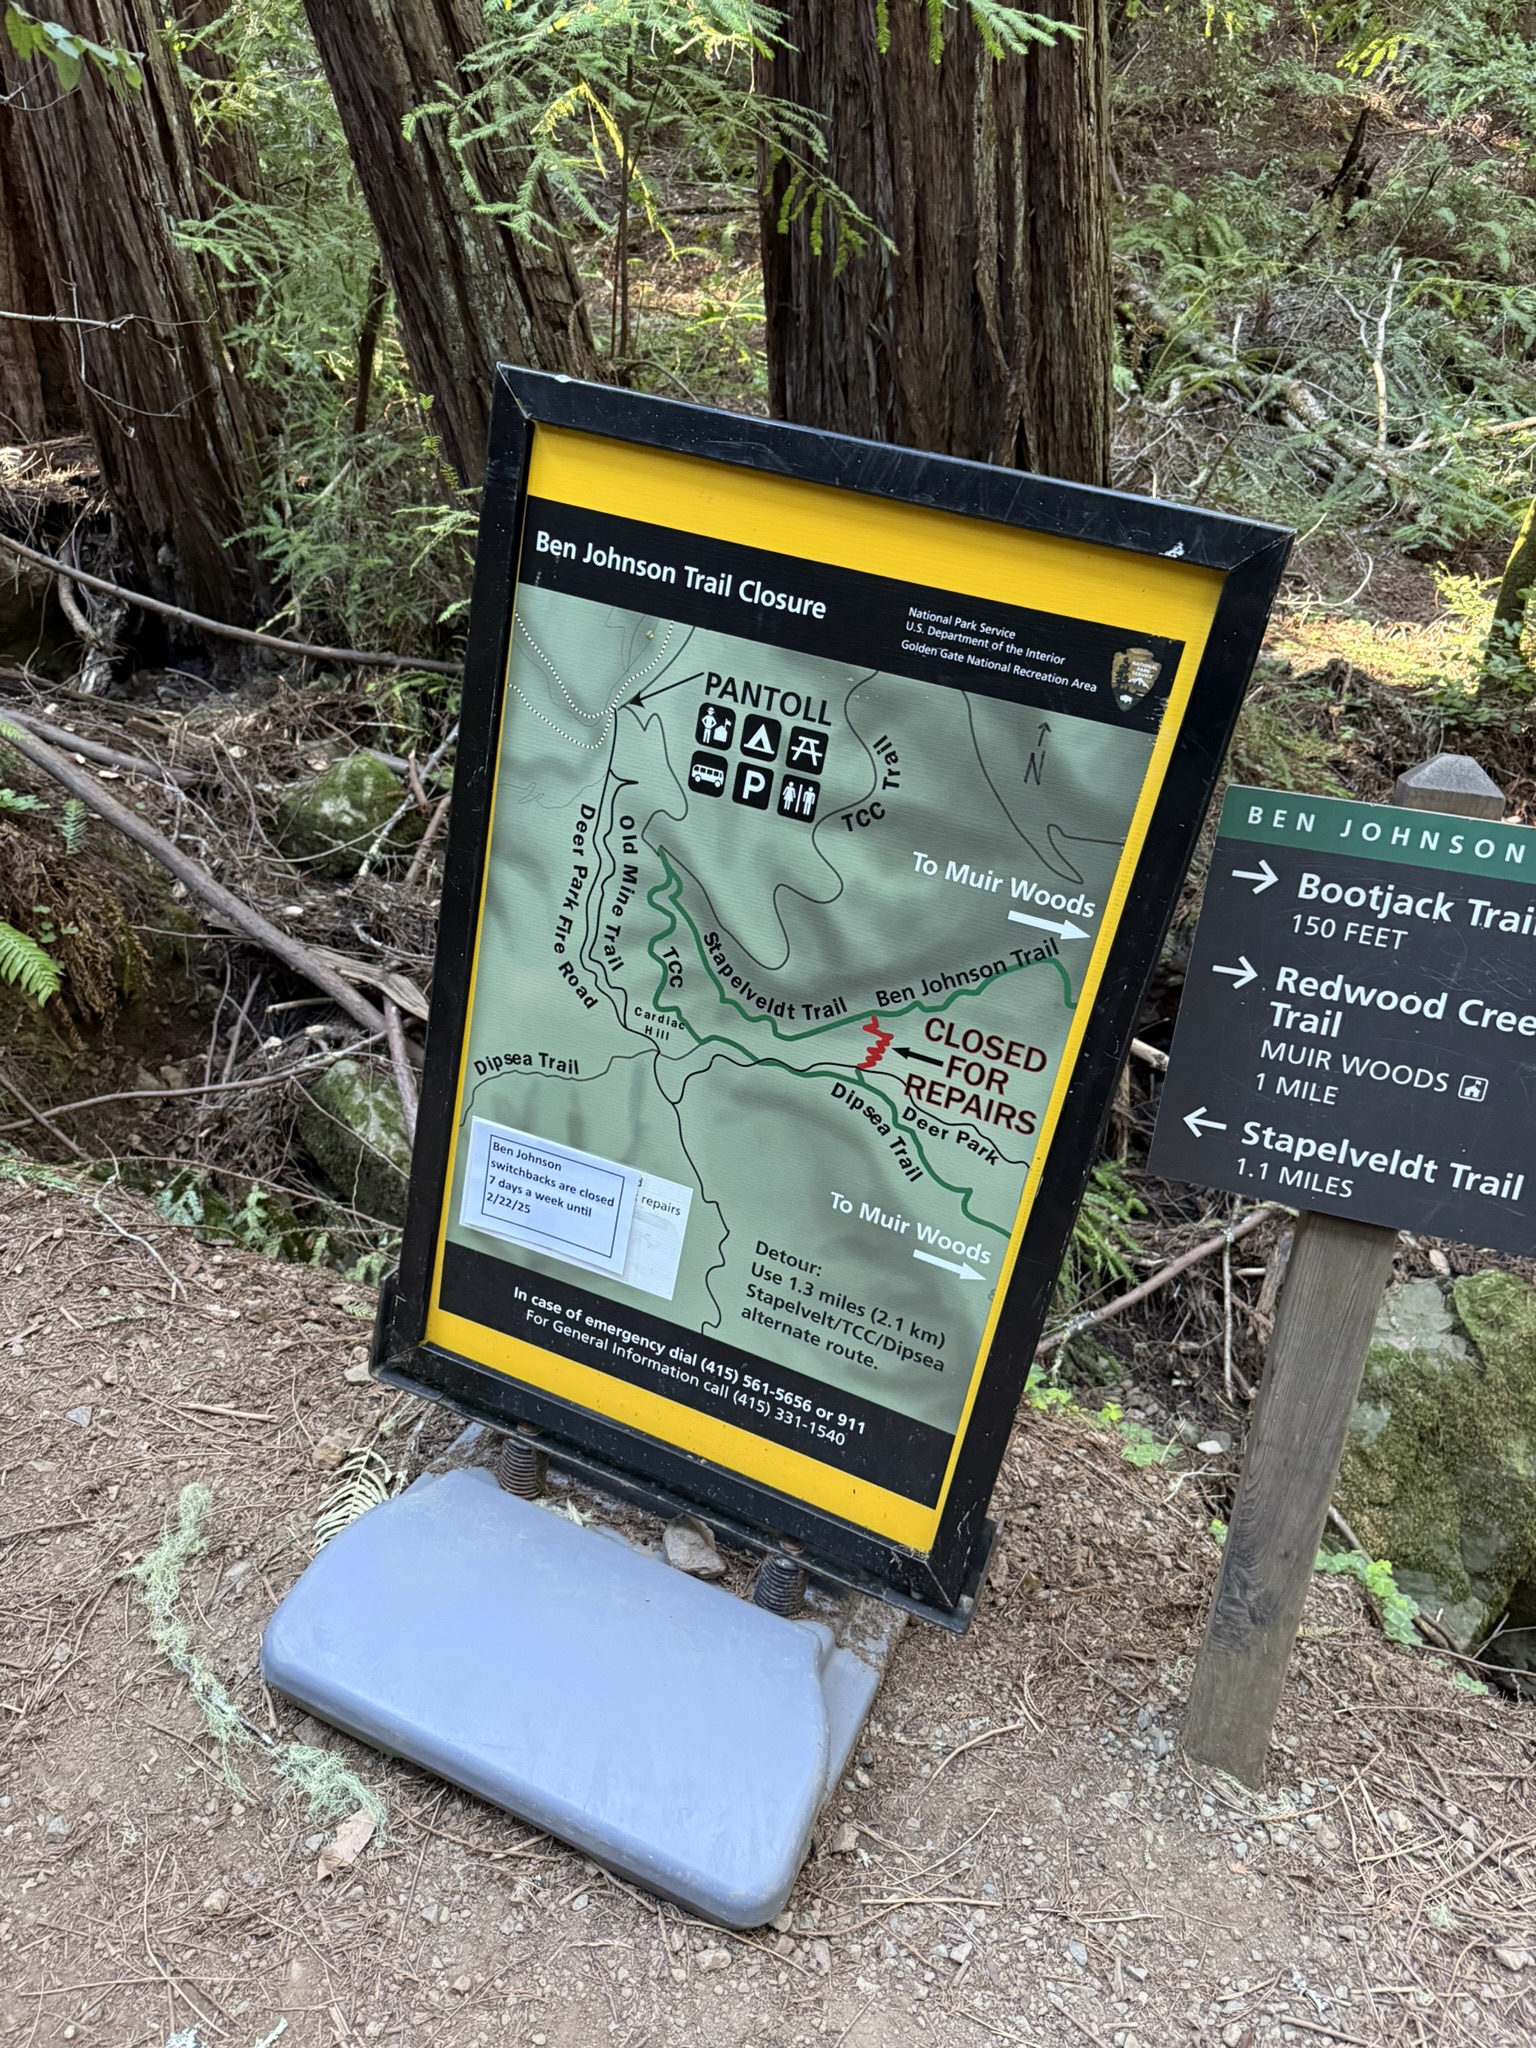 Ben Johnson Trail Closure
National Park Service
U.S. Department of the Interior
Golden Gate National Recreation Area
NATIONAL
PARK
SERVICE
PANTOLL
P
N
TCC Trail
Deer Park Fire Road
Old Mine Trail
To Muir Woods
TCC
Stapelveldt Trail
Ben Johnson Trail
Cardiac
Hill
CLOSED
FOR
REPAIRS
Dipsea Trail
Dipsea Trail
Deer Park
Ben Johnson
switchbacks are closed
7 days a week until
2/22/25
repairs
To Muir Woods
Detour:
Use 1.3 miles (2.1 km)
Stapelvelt/TCC/Dipsea
alternate route.
In case of emergency dial (415) 561-5656 or 911
For General Information call (415) 331-1540
BEN JOHNSON
Bootjack Trail
150 FEET
Redwood Cree
Trail
MUIR WOODS
1 MILE
Stapelveldt Trail
1.1 MILES